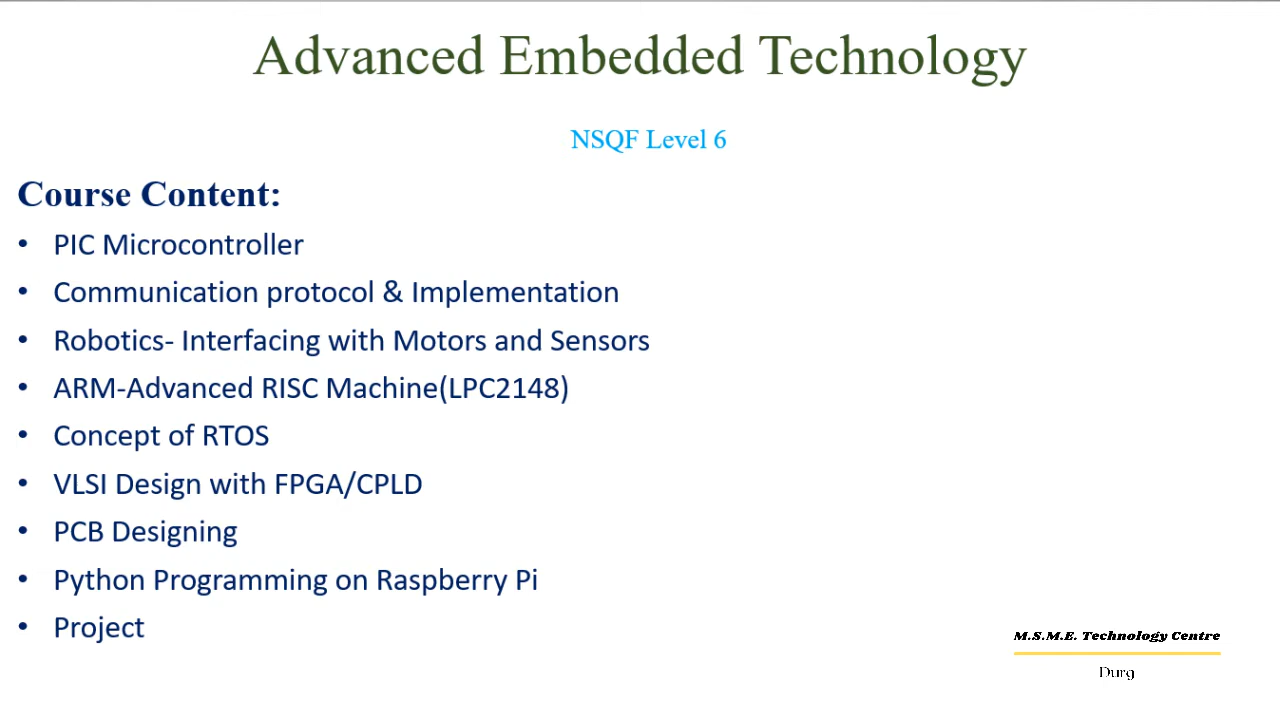 Advanced Embedded Technology
NSQF Level 6
Course Content:
• PIC Microcontroller
• Communication protocol & Implementation
• Robotics- Interfacing with Motors and Sensors
• ARM-Advanced RISC Machine(LPC2148)
• Concept of RTOS
• VLSI Design with FPGA/CPLD
• PCB Designing
• Python Programming on Raspberry Pi
• Project
M.S.M.E. Technology Centre
Durg